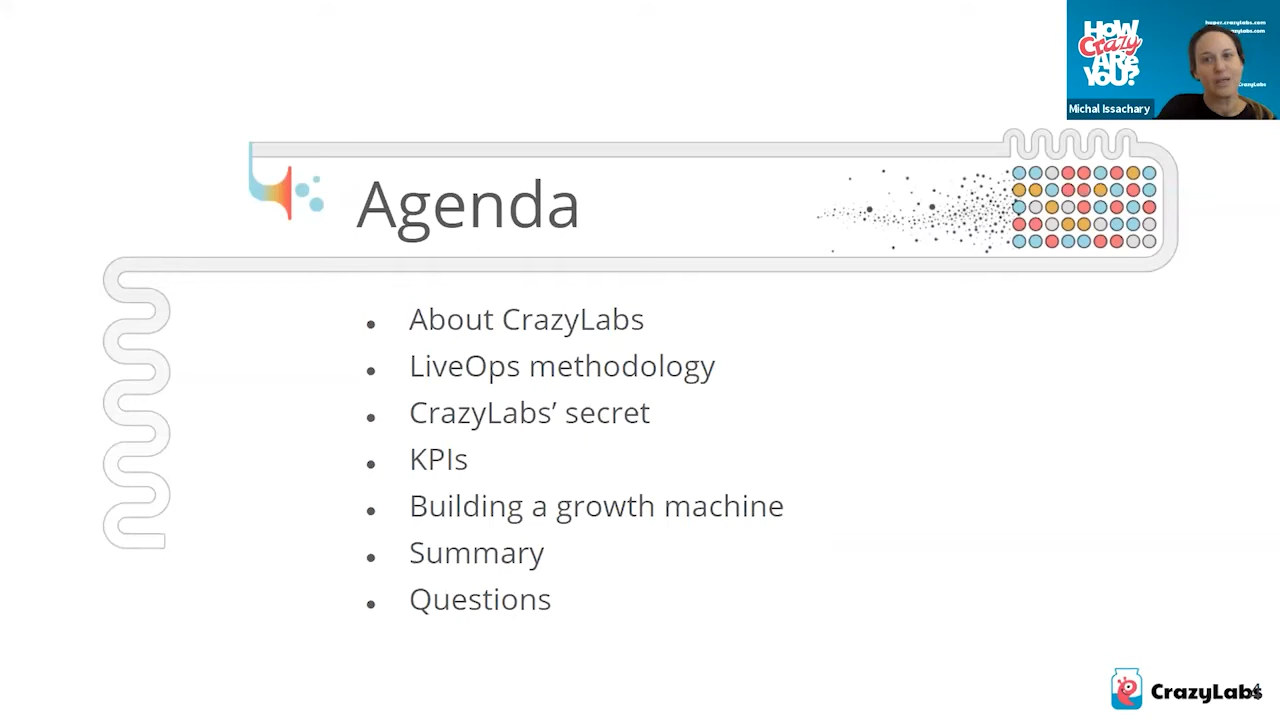 HOW
Crazy
ARE
YOU?
Michal Issachary
Agenda
• About CrazyLabs
• LiveOps methodology
• CrazyLabs’ secret
• KPIs
• Building a growth machine
• Summary
• Questions
CrazyLabs
4